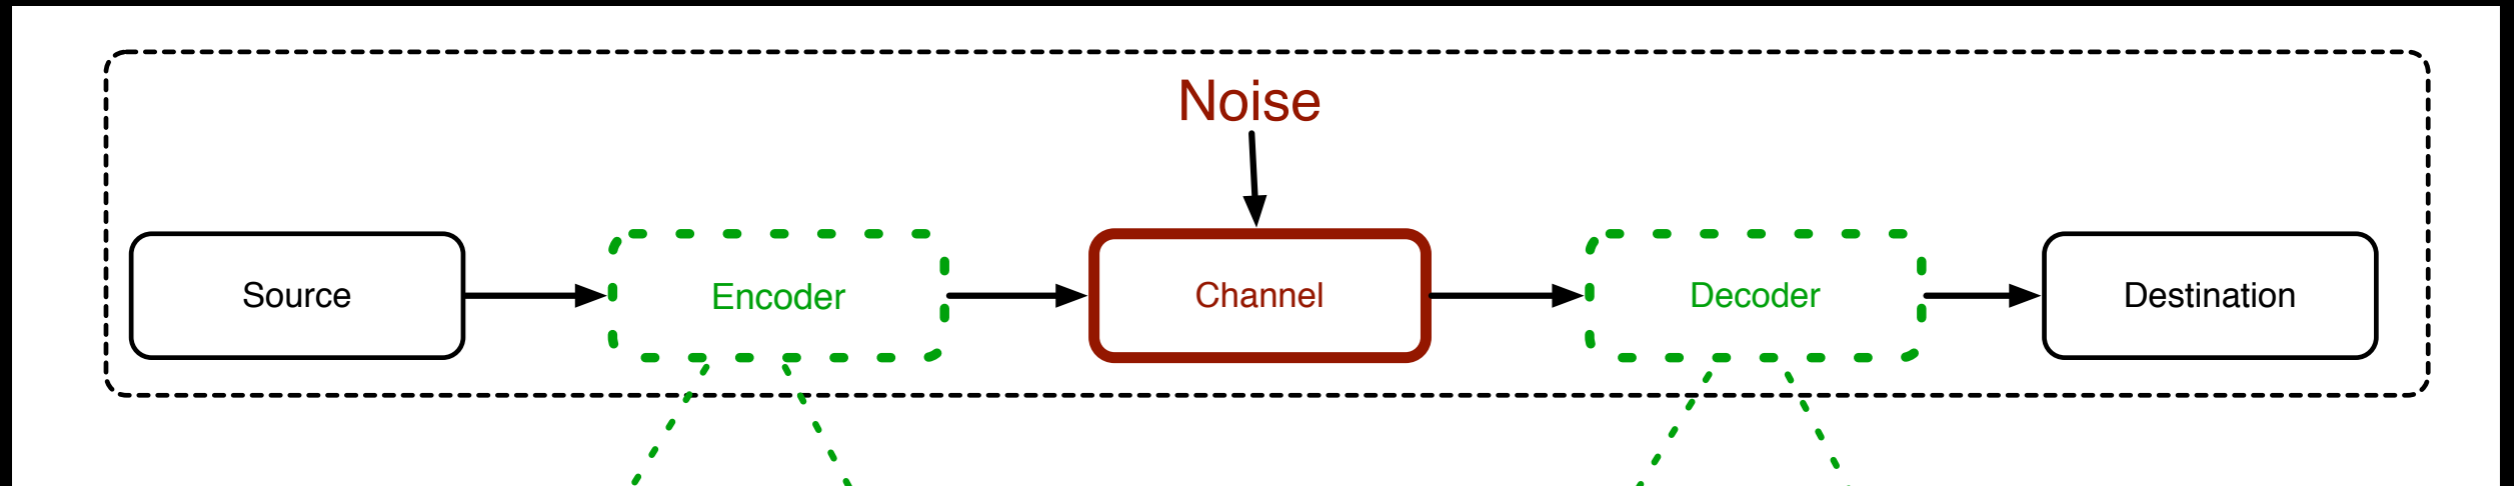 Noise
Source
Encoder
Channel
Decoder
Destination